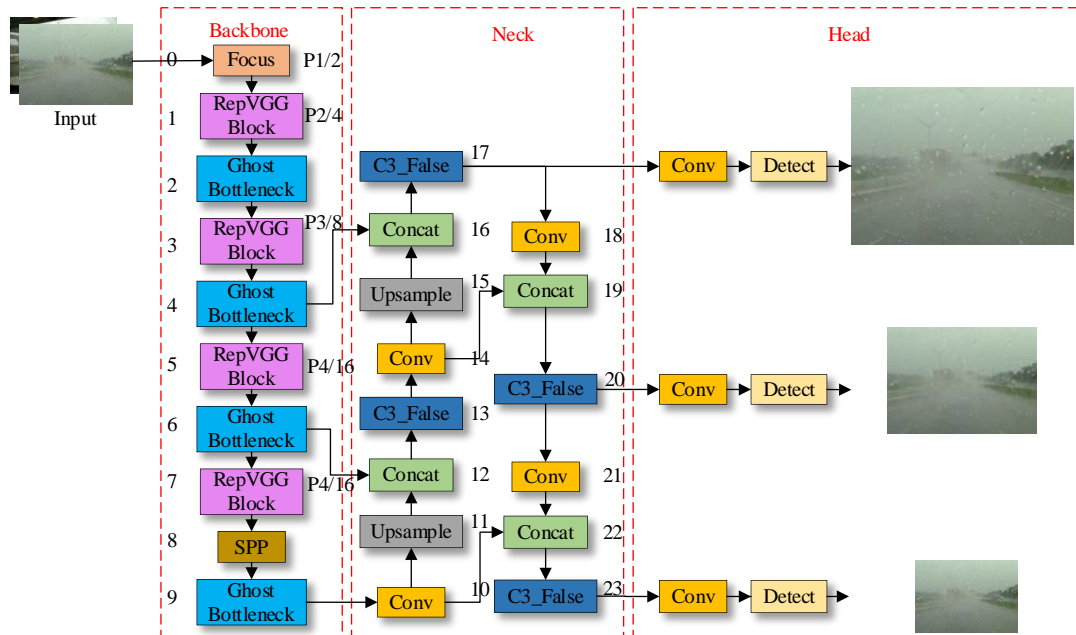 Backbone
Neck
Head
Input
0
Focus
P1/2
1
RepVGG
Block
P2/4
2
Ghost
Bottleneck
3
RepVGG
Block
P3/8
4
Ghost
Bottleneck
5
RepVGG
Block
P4/16
6
Ghost
Bottleneck
7
RepVGG
Block
P4/16
8
SPP
9
Ghost
Bottleneck
C3_False
17
Concat
16
Upsample
15
Conv
14
C3_False
13
Concat
12
Upsample
11
Conv
10
Conv
18
Concat
19
C3_False
20
Conv
21
Concat
22
C3_False
23
Conv
Detect
Conv
Detect
Conv
Detect